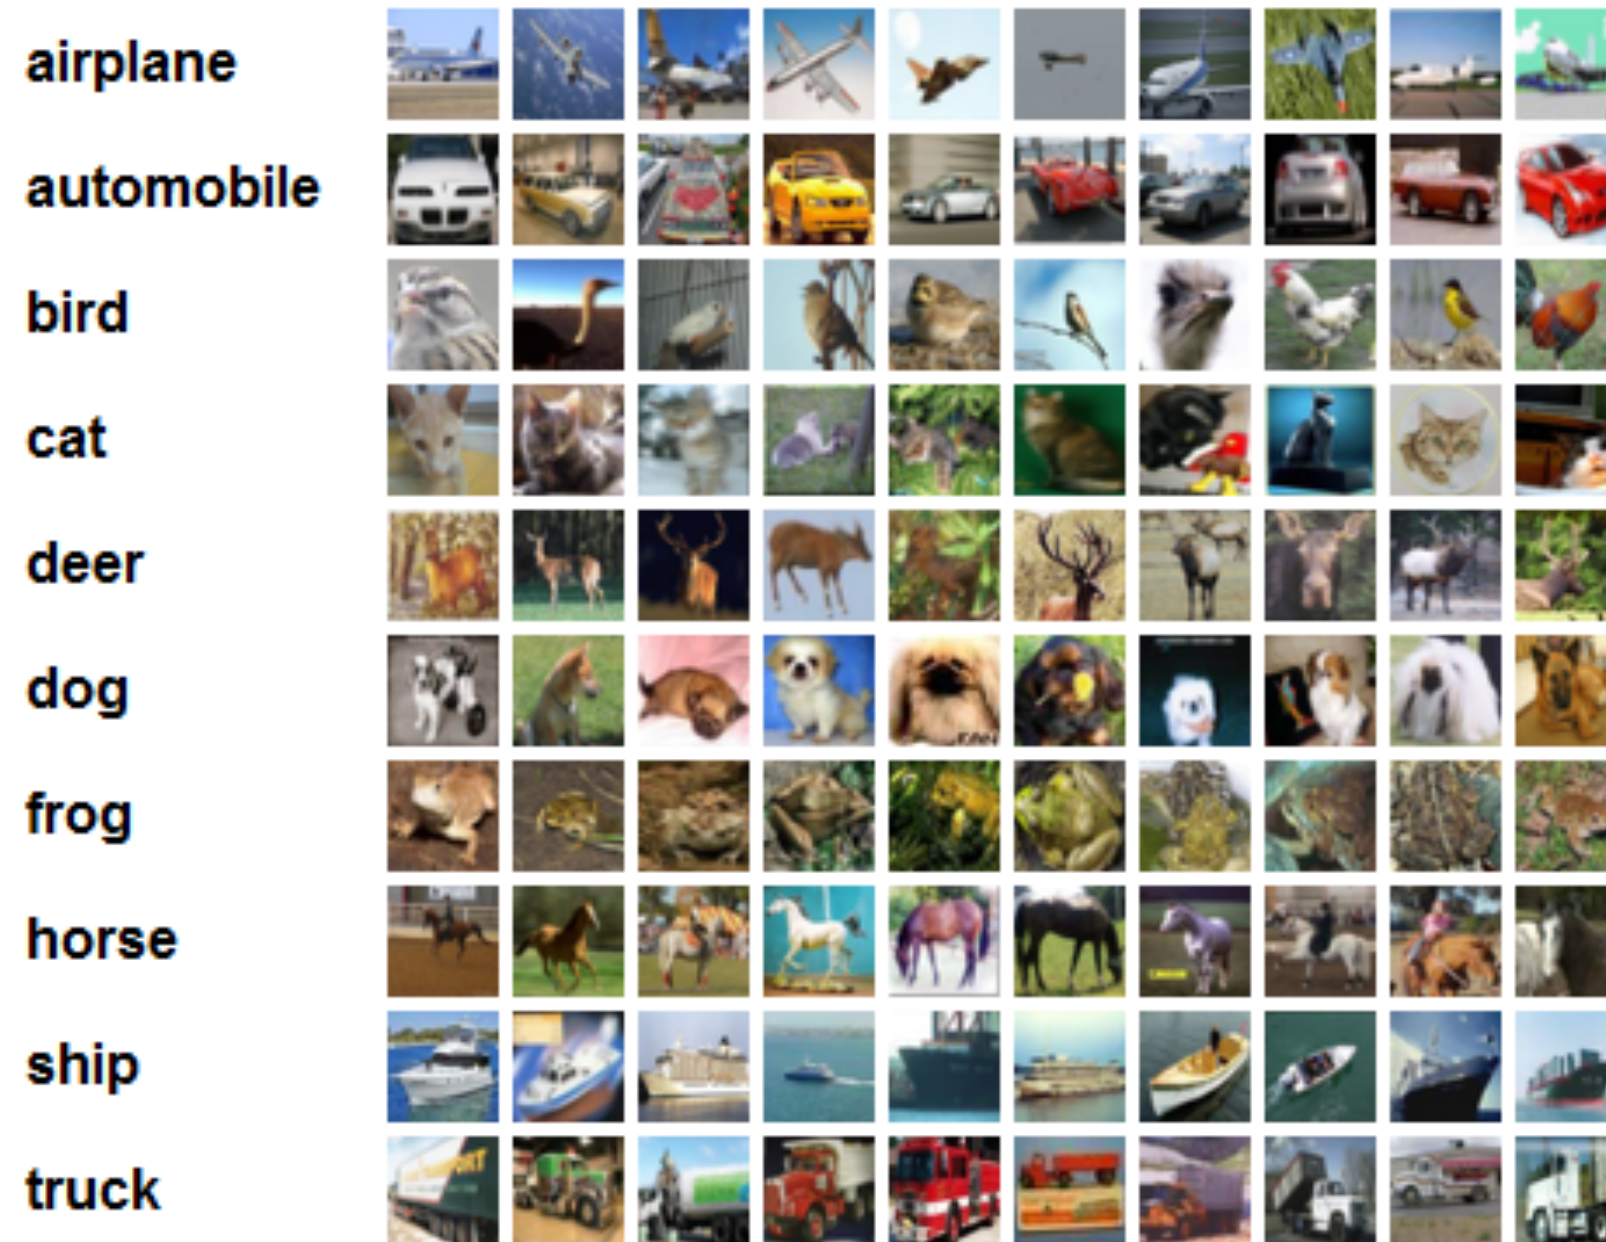 airplane
automobile
bird
cat
deer
dog
frog
horse
ship
truck